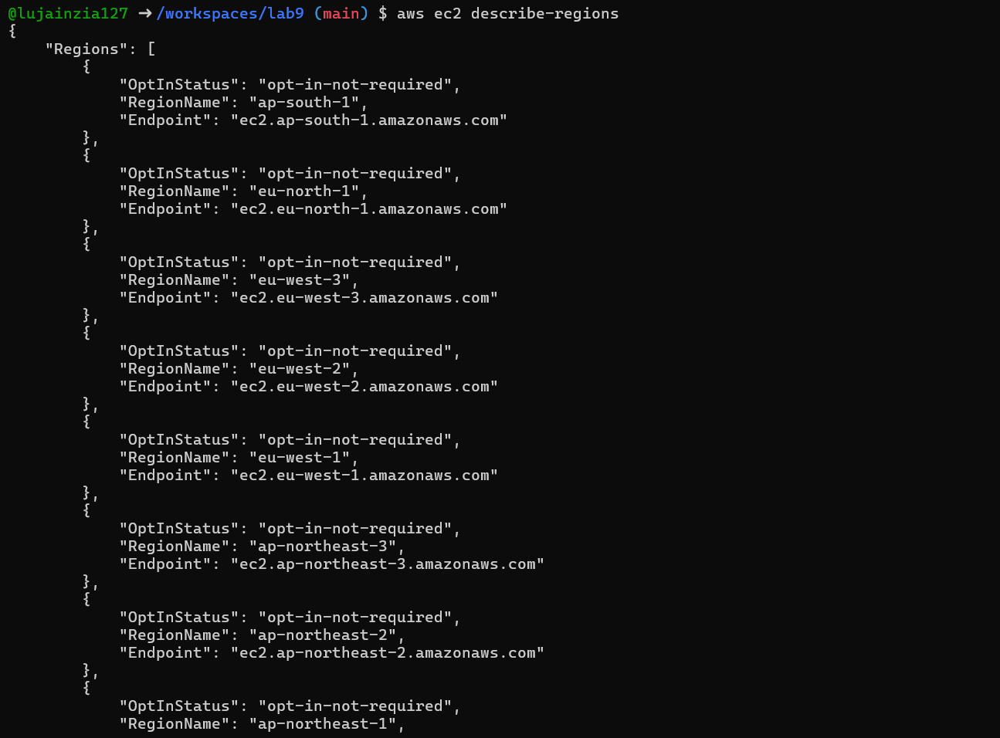 @lujainzia127 ➜ /workspaces/lab9 (main) $ aws ec2 describe-regions
{
    "Regions": [
        {
            "OptInStatus": "opt-in-not-required",
            "RegionName": "ap-south-1",
            "Endpoint": "ec2.ap-south-1.amazonaws.com"
        },
        {
            "OptInStatus": "opt-in-not-required",
            "RegionName": "eu-north-1",
            "Endpoint": "ec2.eu-north-1.amazonaws.com"
        },
        {
            "OptInStatus": "opt-in-not-required",
            "RegionName": "eu-west-3",
            "Endpoint": "ec2.eu-west-3.amazonaws.com"
        },
        {
            "OptInStatus": "opt-in-not-required",
            "RegionName": "eu-west-2",
            "Endpoint": "ec2.eu-west-2.amazonaws.com"
        },
        {
            "OptInStatus": "opt-in-not-required",
            "RegionName": "eu-west-1",
            "Endpoint": "ec2.eu-west-1.amazonaws.com"
        },
        {
            "OptInStatus": "opt-in-not-required",
            "RegionName": "ap-northeast-3",
            "Endpoint": "ec2.ap-northeast-3.amazonaws.com"
        },
        {
            "OptInStatus": "opt-in-not-required",
            "RegionName": "ap-northeast-2",
            "Endpoint": "ec2.ap-northeast-2.amazonaws.com"
        },
        {
            "OptInStatus": "opt-in-not-required",
            "RegionName": "ap-northeast-1",